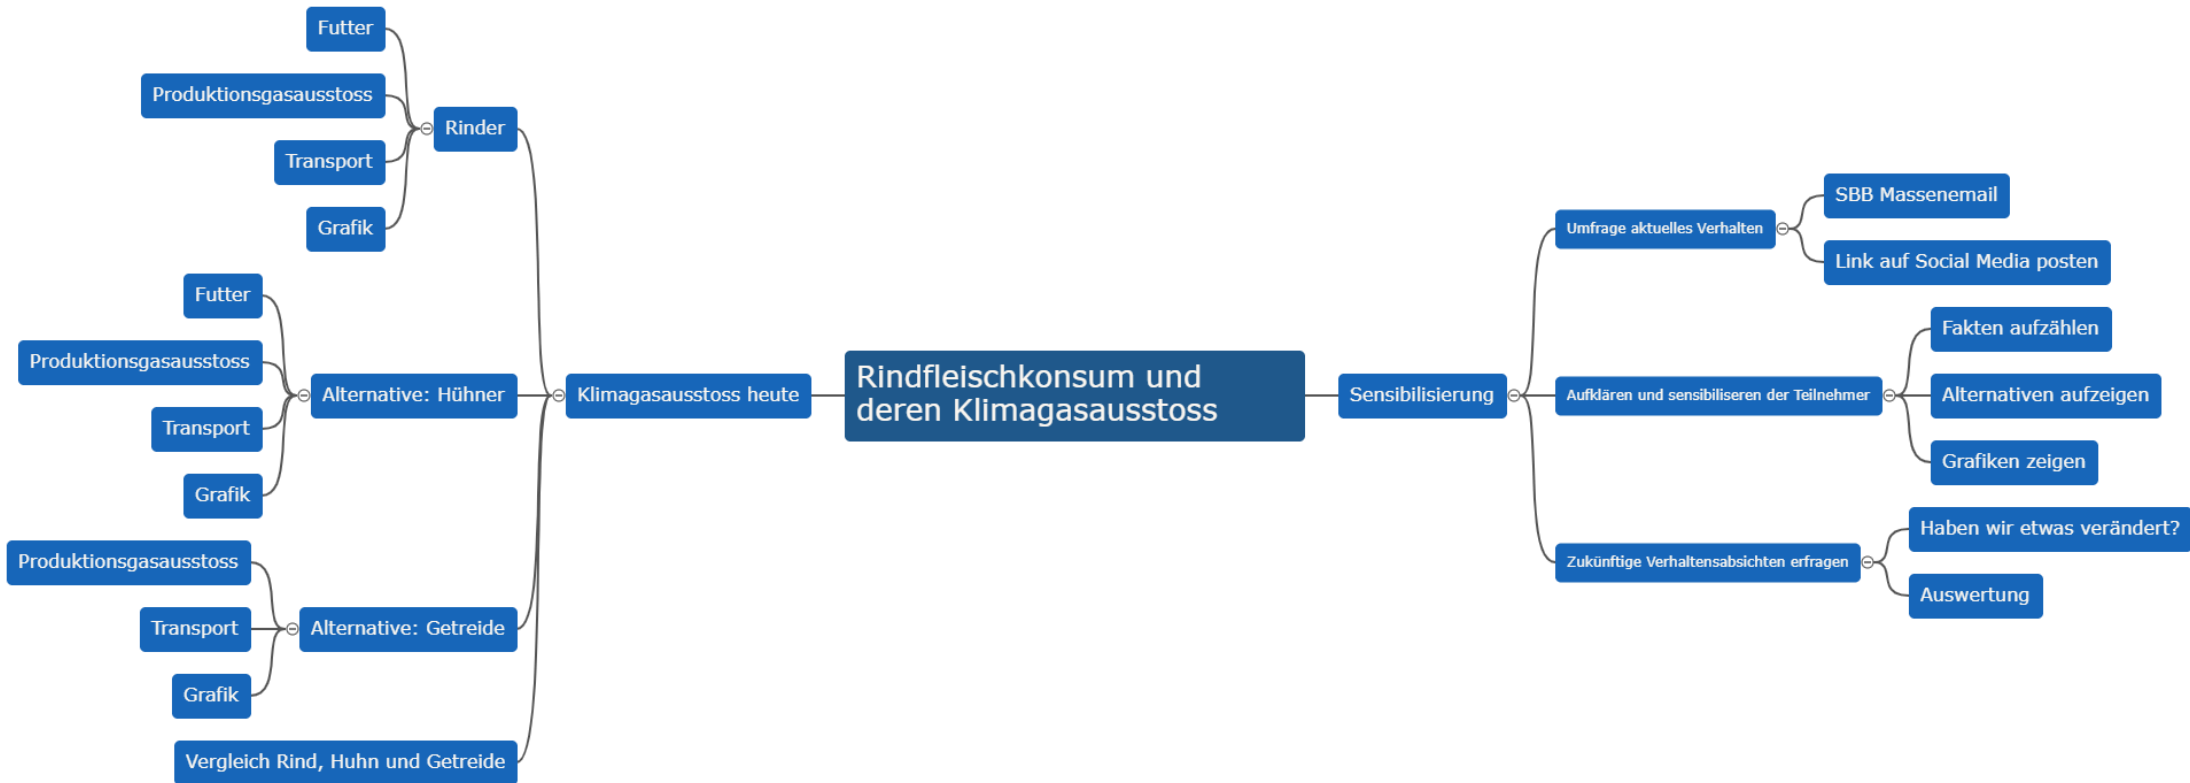 Rindfleischkonsum und
deren Klimagasausstoss
Klimagasausstoss heute
Rinder
Futter
Produktionsgasausstoss
Transport
Grafik
Alternative: Hühner
Futter
Produktionsgasausstoss
Transport
Grafik
Alternative: Getreide
Produktionsgasausstoss
Transport
Grafik
Vergleich Rind, Huhn und Getreide
Sensibilisierung
Umfrage aktuelles Verhalten
SBB Massenemail
Link auf Social Media posten
Aufklären und sensibiliseren der Teilnehmer
Fakten aufzählen
Alternativen aufzeigen
Grafiken zeigen
Zukünftige Verhaltensabsichten erfragen
Haben wir etwas verändert?
Auswertung